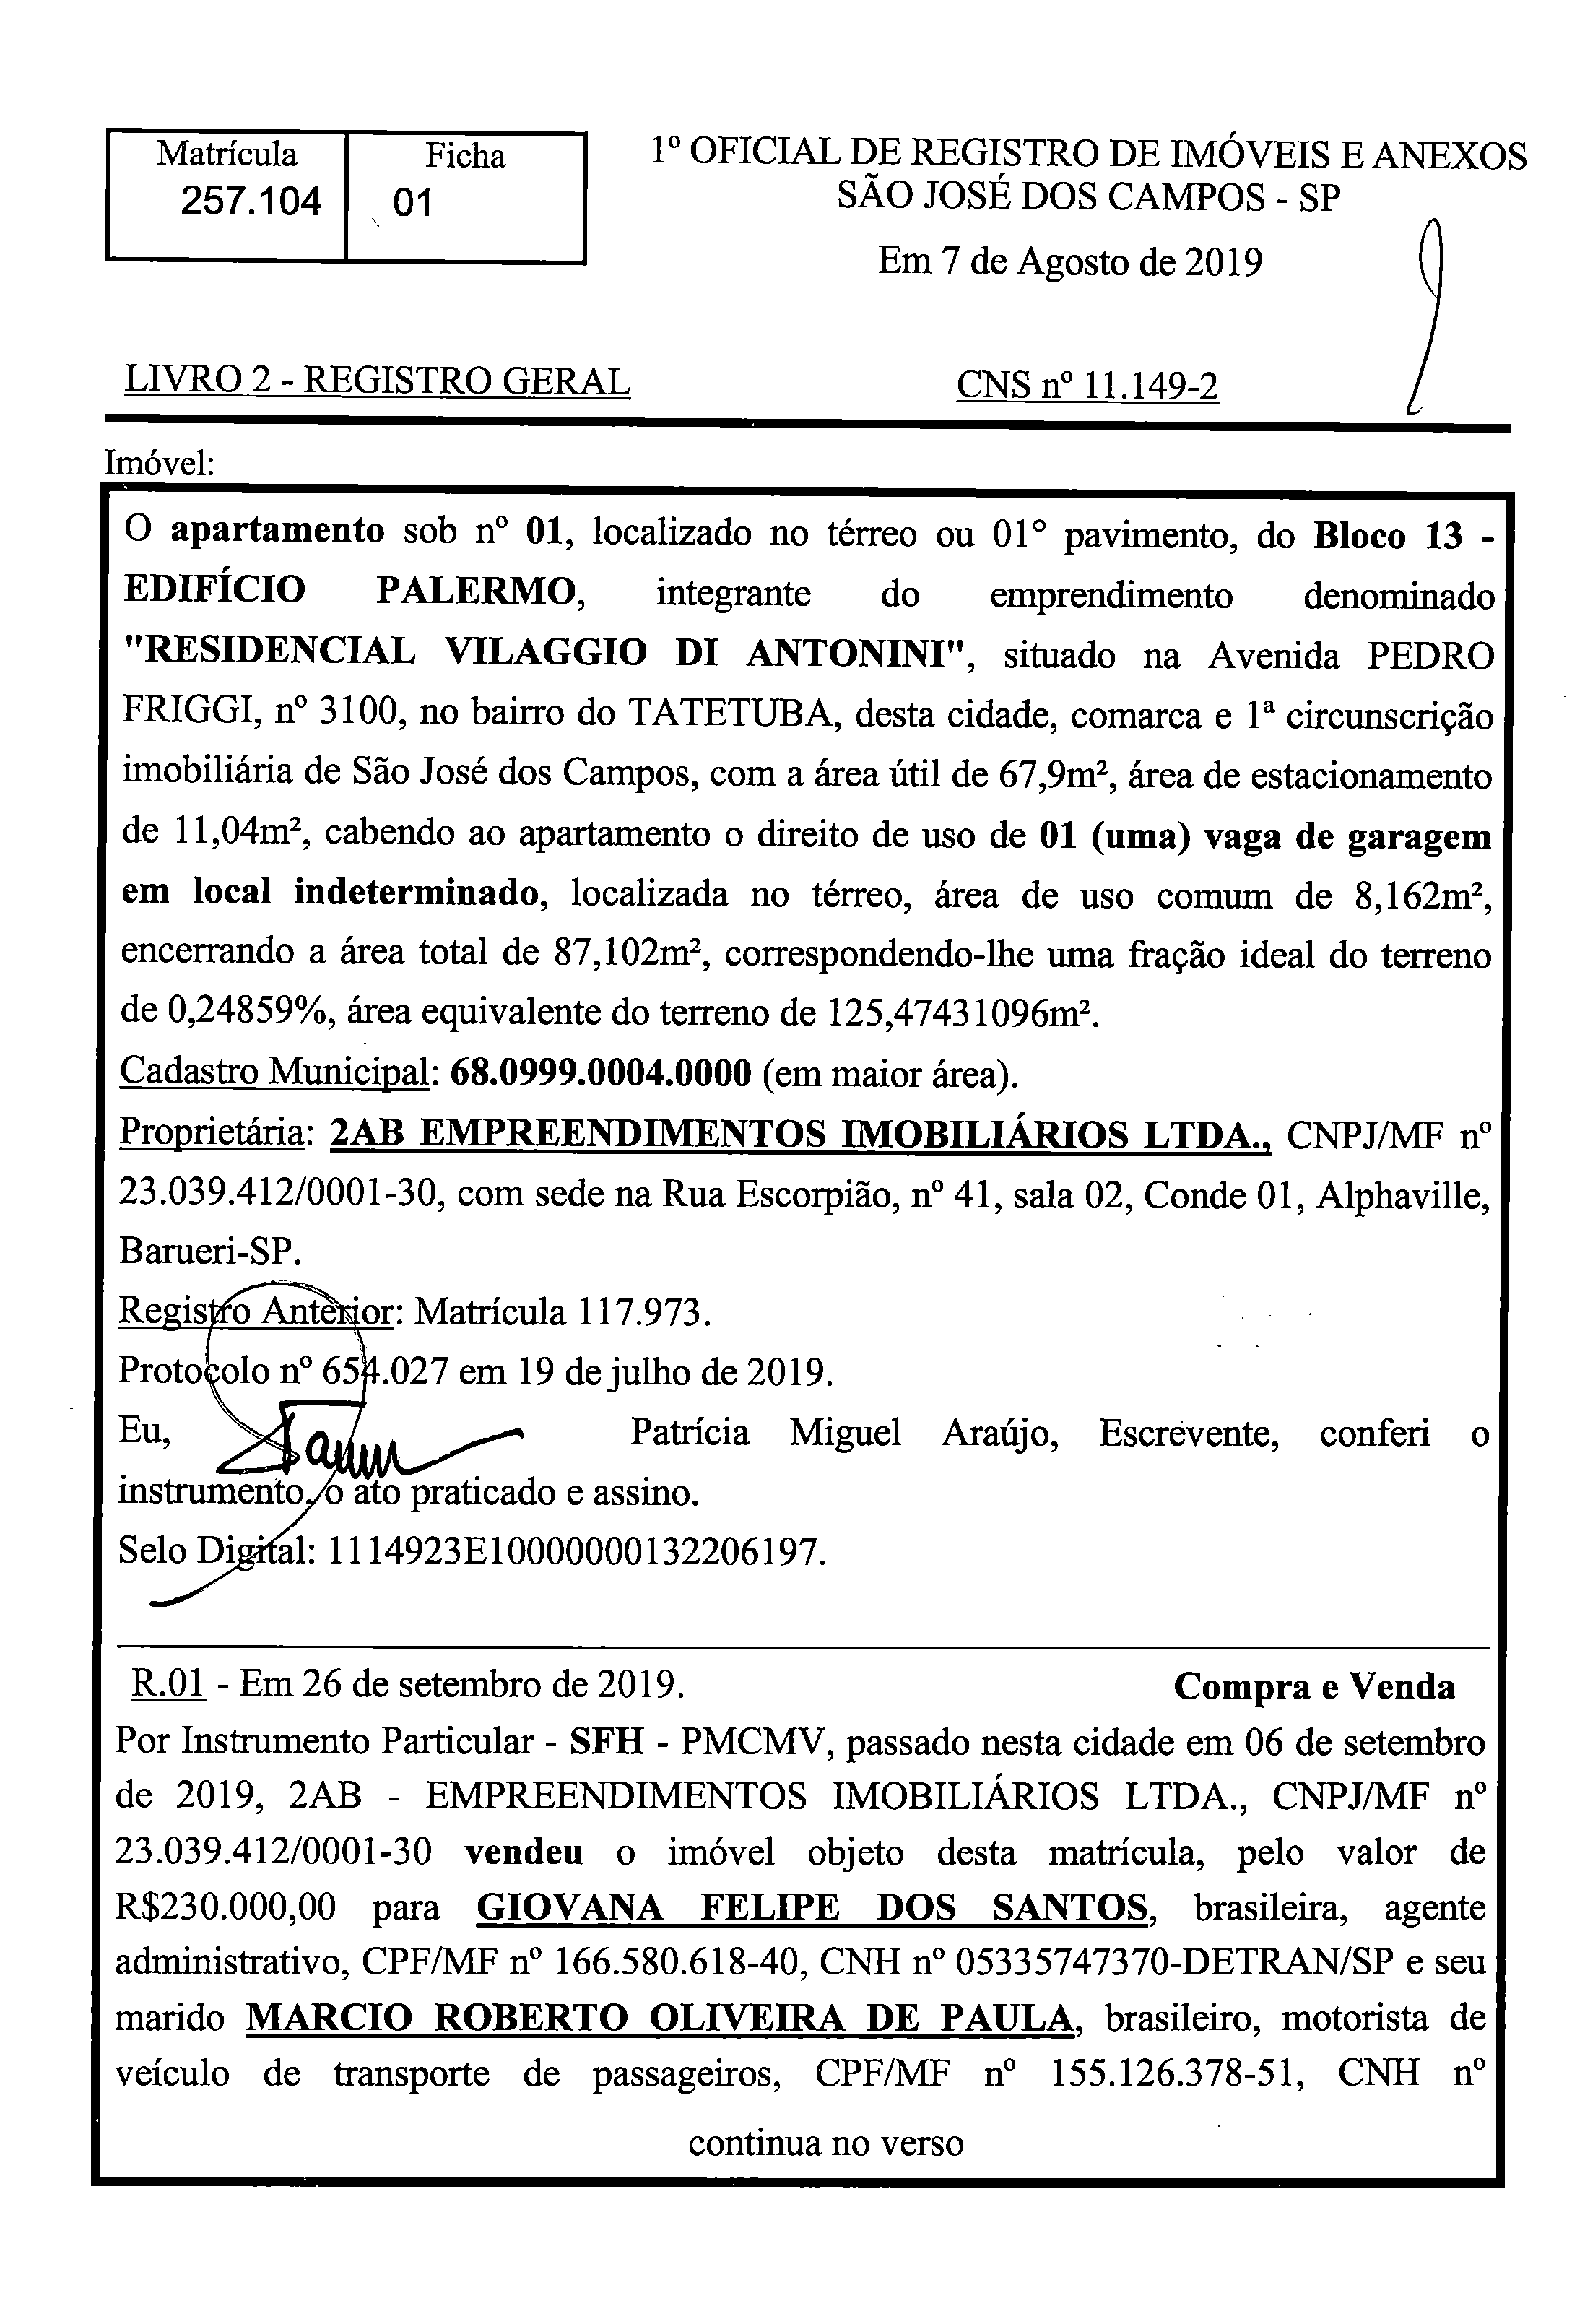 Matrícula
257.104
Ficha
01
1º OFICIAL DE REGISTRO DE IMÓVEIS E ANEXOS
SÃO JOSÉ DOS CAMPOS - SP
Em 7 de Agosto de 2019
LIVRO 2 - REGISTRO GERAL
CNS nº 11.149-2
Imóvel:
O apartamento sob nº 01, localizado no térreo ou 01° pavimento, do Bloco 13 -
EDIFÍCIO PALERMO, integrante do emprendimento denominado
"RESIDENCIAL VILAGGIO DI ANTONINI", situado na Avenida PEDRO
FRIGGI, nº 3100, no bairro do TATETUBA, desta cidade, comarca e 1ª circunscrição
imobiliária de São José dos Campos, com a área útil de 67,9m², área de estacionamento
de 11,04m², cabendo ao apartamento o direito de uso de 01 (uma) vaga de garagem
em local indeterminado, localizada no térreo, área de uso comum de 8,162m²,
encerrando a área total de 87,102m², correspondendo-lhe uma fração ideal do terreno
de 0,24859%, área equivalente do terreno de 125,47431096m².
Cadastro Municipal: 68.0999.0004.0000 (em maior área).
Proprietária: 2AB EMPREENDIMENTOS IMOBILIÁRIOS LTDA., CNPJ/MF nº
23.039.412/0001-30, com sede na Rua Escorpião, nº 41, sala 02, Conde 01, Alphaville,
Barueri-SP.
Registro Anterior: Matrícula 117.973.
Protocolo nº 654.027 em 19 de julho de 2019.
Eu, Patrícia Miguel Araújo, Escrevente, conferi o
instrumento, o ato praticado e assino.
Selo Digital: 1114923E10000000132206197.
R.01 - Em 26 de setembro de 2019. Compra e Venda
Por Instrumento Particular - SFH - PMCMV, passado nesta cidade em 06 de setembro
de 2019, 2AB - EMPREENDIMENTOS IMOBILIÁRIOS LTDA., CNPJ/MF nº
23.039.412/0001-30 vendeu o imóvel objeto desta matrícula, pelo valor de
R$230.000,00 para GIOVANA FELIPE DOS SANTOS, brasileira, agente
administrativo, CPF/MF nº 166.580.618-40, CNH nº 05335747370-DETRAN/SP e seu
marido MARCIO ROBERTO OLIVEIRA DE PAULA, brasileiro, motorista de
veículo de transporte de passageiros, CPF/MF nº 155.126.378-51, CNH nº
continua no verso